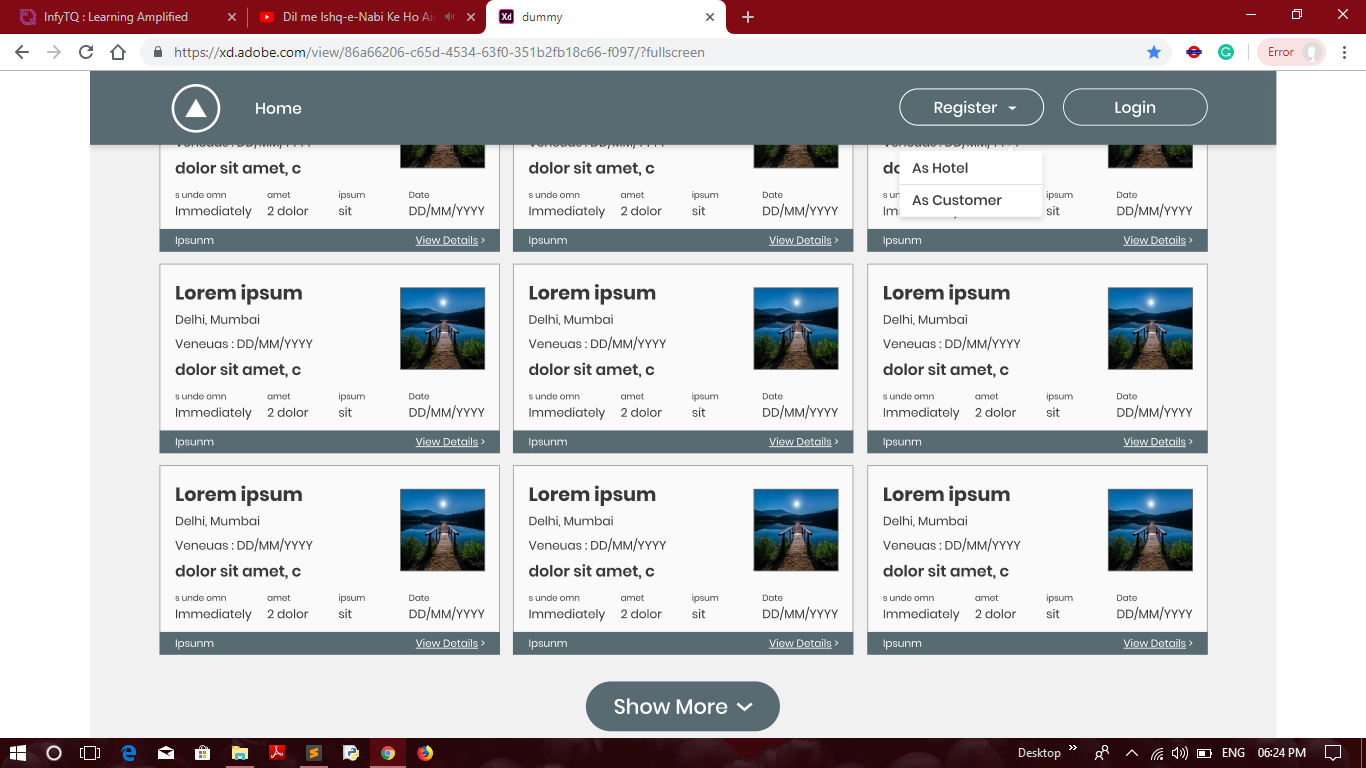 InfyTQ : Learning Amplified
Dil me Ishq-e-Nabi Ke Ho
Xd dummy
https://xd.adobe.com/view/86a66206-c65d-4534-63f0-351b2fb18c66-f097/?fullscreen
Error
Home
Register
Login
Veneuas : DD/MM/YYYY Veneuas : DD/MM/YYYY
As Hotel
As Customer
dolor sit amet, c dolor sit amet, c
s unde omn amet ipsum Date s unde omn amet ipsum Date ipsum Date
Immediately 2 dolor sit DD/MM/YYYY Immediately 2 dolor sit DD/MM/YYYY Immediately 2 dolor sit DD/MM/YYYY
Ipsunm View Details > Ipsunm View Details > Ipsunm View Details >
Lorem ipsum Lorem ipsum Lorem ipsum
Delhi, Mumbai Delhi, Mumbai Delhi, Mumbai
Veneuas : DD/MM/YYYY Veneuas : DD/MM/YYYY Veneuas : DD/MM/YYYY
dolor sit amet, c dolor sit amet, c dolor sit amet, c
s unde omn amet ipsum Date s unde omn amet ipsum Date s unde omn amet ipsum Date
Immediately 2 dolor sit DD/MM/YYYY Immediately 2 dolor sit DD/MM/YYYY Immediately 2 dolor sit DD/MM/YYYY
Ipsunm View Details > Ipsunm View Details > Ipsunm View Details >
Lorem ipsum Lorem ipsum Lorem ipsum
Delhi, Mumbai Delhi, Mumbai Delhi, Mumbai
Veneuas : DD/MM/YYYY Veneuas : DD/MM/YYYY Veneuas : DD/MM/YYYY
dolor sit amet, c dolor sit amet, c dolor sit amet, c
s unde omn amet ipsum Date s unde omn amet ipsum Date s unde omn amet ipsum Date
Immediately 2 dolor sit DD/MM/YYYY Immediately 2 dolor sit DD/MM/YYYY Immediately 2 dolor sit DD/MM/YYYY
Ipsunm View Details > Ipsunm View Details > Ipsunm View Details >
Show More
Desktop ENG 06:24 PM